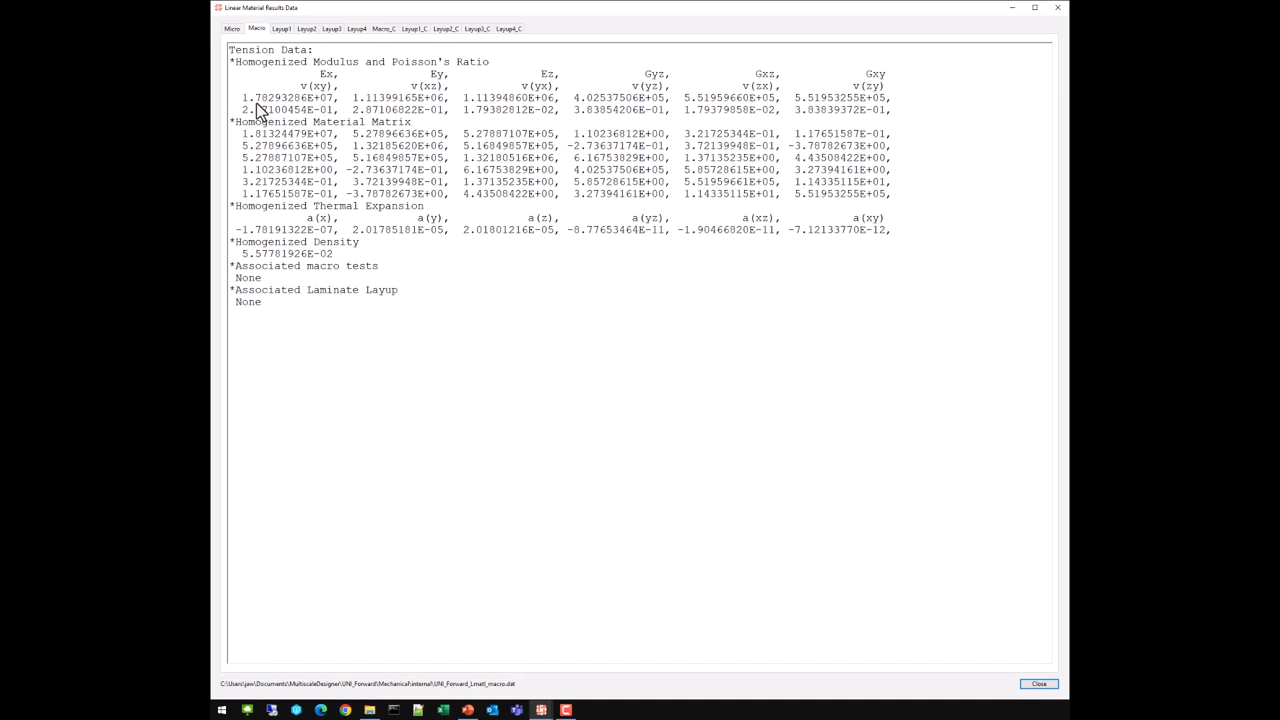 Linear Material Results Data
Micro Macro Layup1 Layup2 Layup3 Layup4 Macro_C Layup1_C Layup2_C Layup3_C Layup4_C
Tension Data:
*Homogenized Modulus and Poisson's Ratio
Ex, Ey, Ez, Gyz, Gxz, Gxy
v(xy), v(xz), v(yx), v(yz), v(zx), v(zy)
1.78293286E+07, 1.11399165E+06, 1.11394860E+06, 4.02537506E+05, 5.51959660E+05, 5.51953255E+05,
2. 100454E-01, 2.87106822E-01, 1.79382812E-02, 3.83854206E-01, 1.79379858E-02, 3.83839372E-01,
*Homogenized Material Matrix
1.81324479E+07, 5.27896636E+05, 5.27887107E+05, 1.10236812E+00, 3.21725344E-01, 1.17651587E-01,
5.27896636E+05, 1.32185620E+06, 5.16849857E+05, -2.73637174E-01, 3.72139948E-01, -3.78782673E+00,
5.27887107E+05, 5.16849857E+05, 1.32180516E+06, 6.16753829E+00, 1.37135235E+00, 4.43508422E+00,
1.10236812E+00, -2.73637174E-01, 6.16753829E+00, 4.02537506E+05, 5.85728615E+00, 3.27394161E+00,
3.21725344E-01, 3.72139948E-01, 1.37135235E+00, 5.85728615E+00, 5.51959661E+05, 1.14335115E+01,
1.17651587E-01, -3.78782673E+00, 4.43508422E+00, 3.27394161E+00, 1.14335115E+01, 5.51953256E+05,
*Homogenized Thermal Expansion
a(x), a(y), a(z), a(yz), a(xz), a(xy)
-1.78191322E-07, 2.01785181E-05, 2.01801216E-05, -8.77653464E-11, -1.90466820E-11, -7.12133770E-12,
*Homogenized Density
5.57781926E-02
*Associated macro tests
None
*Associated Laminate Layup
None
C:\Users\jaw\Documents\MultiscaleDesigner\UNI_Forward\Mechanical\internal\UNI_Forward_Lmatl_macro.dat
Close